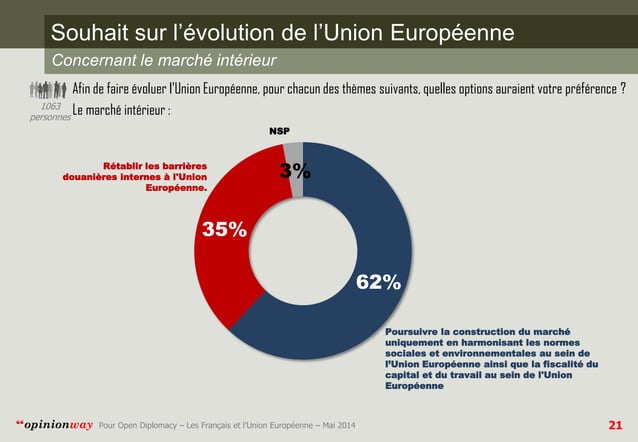 Souhait sur l’évolution de l’Union Européenne
Concernant le marché intérieur
1063
personnes
Afin de faire évoluer l’Union Européenne, pour chacun des thèmes suivants, quelles options auraient votre préférence ?
Le marché intérieur :
NSP
3%
Rétablir les barrières
douanières internes à l'Union
Européenne.
35%
62%
Poursuivre la construction du marché
uniquement en harmonisant les normes
sociales et environnementales au sein de
l’Union Européenne ainsi que la fiscalité du
capital et du travail au sein de l'Union
Européenne
“opinionway Pour Open Diplomacy – Les Français et l’Union Européenne – Mai 2014
21